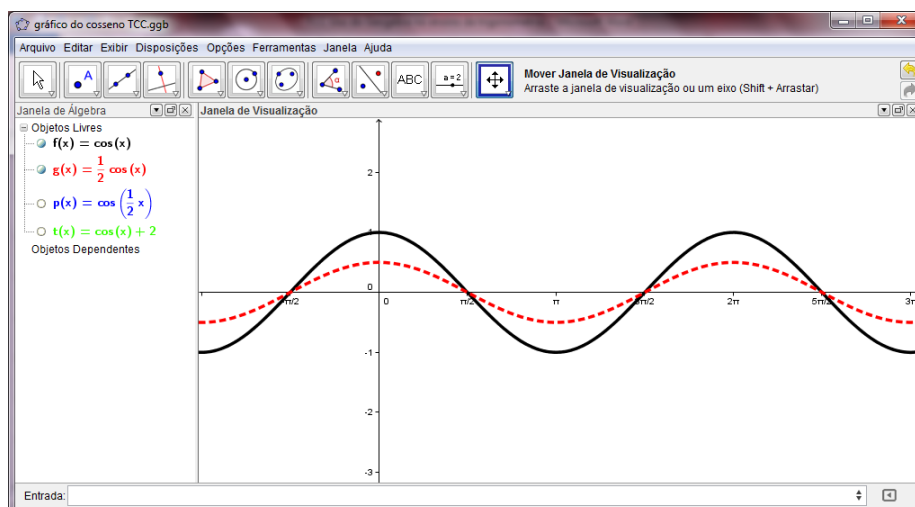 gráfico do cosseno TCC.ggb
Arquivo Editar Exibir Disposições Opções Ferramentas Janela Ajuda
A
α
ABC
a=2
Mover Janela de Visualização
Arraste a janela de visualização ou um eixo (Shift + Arrastar)
Janela de Álgebra
Janela de Visualização
Objetos Livres
f(x) = cos(x)
g(x) = 1/2 cos(x)
p(x) = cos(1/2 x)
t(x) = cos(x) + 2
Objetos Dependentes
2
1
0
-1
-2
-3
π/2
0
π/2
π
3π/2
2π
5π/2
3π
Entrada: